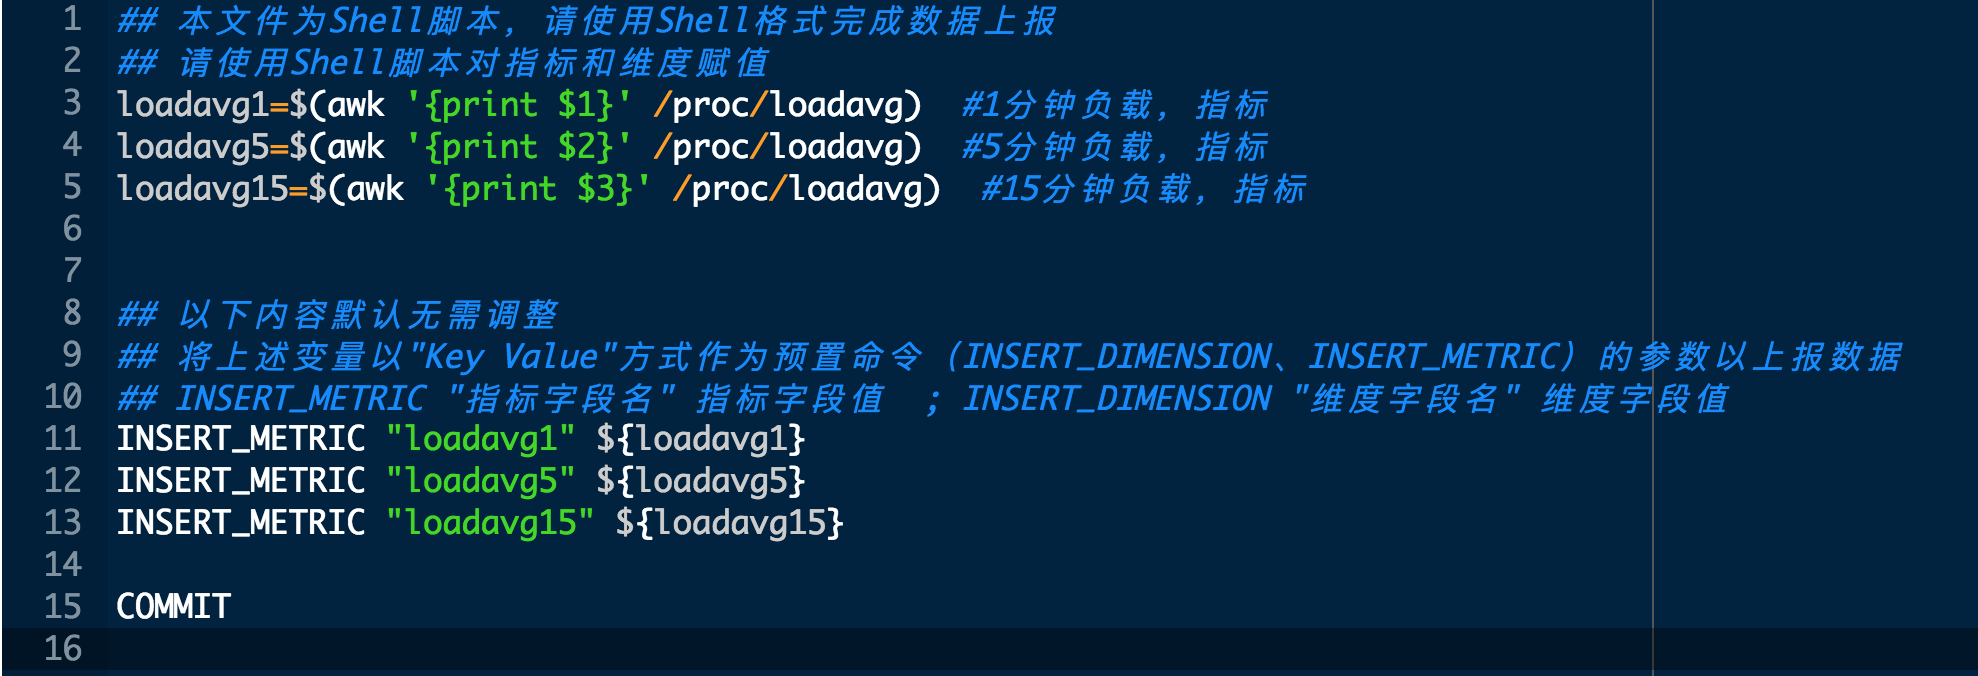 1 ## 本文件为Shell脚本，请使用Shell格式完成数据上报
2 ## 请使用Shell脚本对指标和维度赋值
3 loadavg1=$(awk '{print $1}' /proc/loadavg)  #1分钟负载，指标
4 loadavg5=$(awk '{print $2}' /proc/loadavg)  #5分钟负载，指标
5 loadavg15=$(awk '{print $3}' /proc/loadavg)  #15分钟负载，指标
6
7
8 ## 以下内容默认无需调整
9 ## 将上述变量以"Key Value"方式作为预置命令（INSERT_DIMENSION、INSERT_METRIC）的参数以上报数据
10 ## INSERT_METRIC "指标字段名" 指标字段值  ；INSERT_DIMENSION "维度字段名" 维度字段值
11 INSERT_METRIC "loadavg1" ${loadavg1}
12 INSERT_METRIC "loadavg5" ${loadavg5}
13 INSERT_METRIC "loadavg15" ${loadavg15}
14
15 COMMIT
16